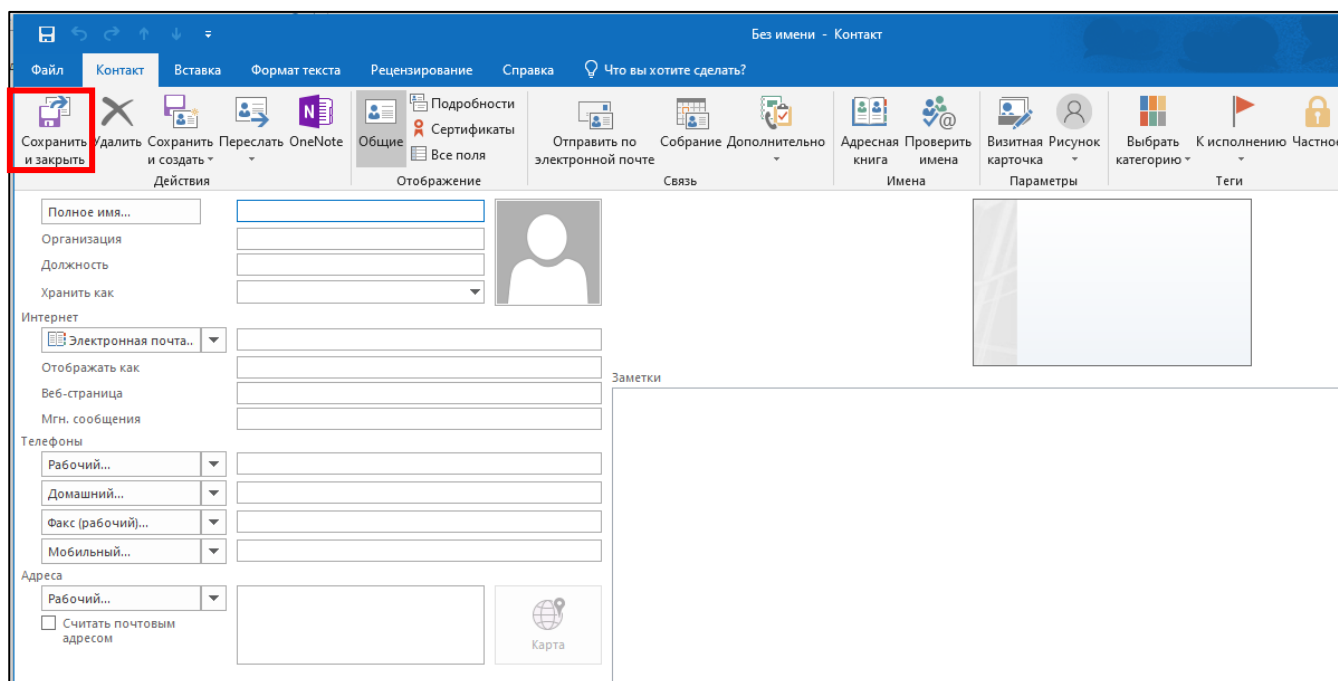 Без имени - Контакт
Файл Контакт Вставка Формат текста Рецензирование Справка Что вы хотите сделать?
Сохранить и закрыть
Удалить
Сохранить и создать
Переслать
OneNote
Действия
Общие
Подробности
Сертификаты
Все поля
Отображение
Отправить по электронной почте
Собрание
Дополнительно
Связь
Адресная книга
Проверить имена
Имена
Визитная карточка
Рисунок
Параметры
Выбрать категорию
К исполнению
Частное
Теги
Полное имя...
Организация
Должность
Хранить как
Интернет
Электронная почта..
Отображать как
Веб-страница
Мгн. сообщения
Телефоны
Рабочий...
Домашний...
Факс (рабочий)...
Мобильный...
Адреса
Рабочий...
Считать почтовым
адресом
Карта
Заметки